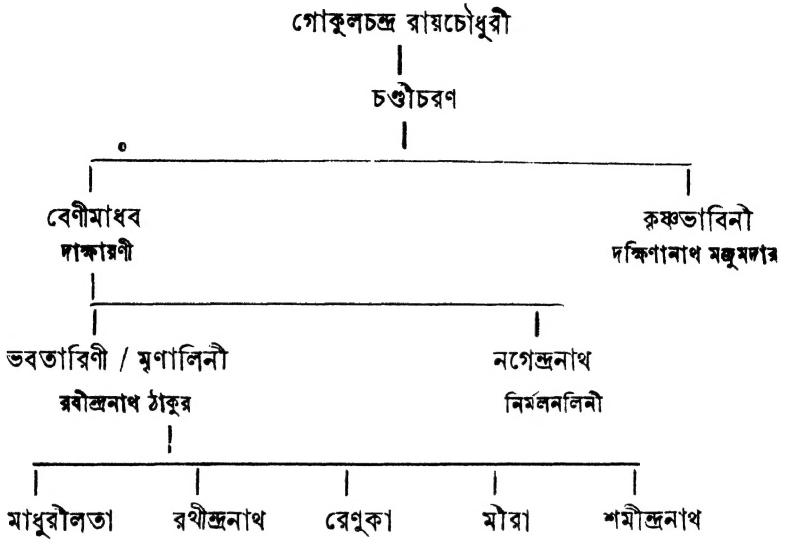 গোকুলচন্দ্র রায়চৌধুরী
চণ্ডীচরণ
বেণীমাধব কৃষ্ণভাবিনী
দাক্ষায়ণী দক্ষিণানাথ মজুমদার
ভবতারিণী / মৃণালিনী নগেন্দ্রনাথ
রবীন্দ্রনাথ ঠাকুর নির্মলনলিনী
মাধুরীলতা রথীন্দ্রনাথ রেণুকা মীরা শমীন্দ্রনাথ